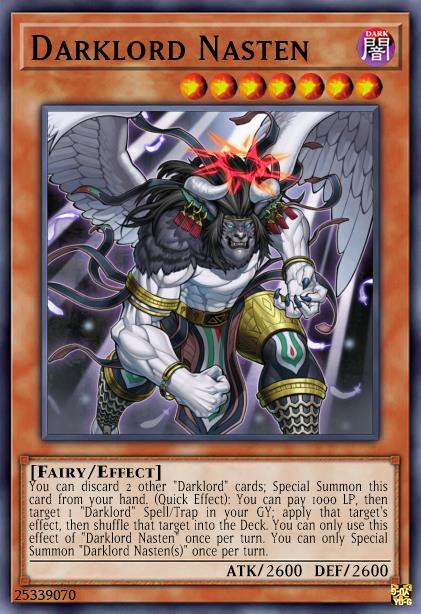 Darklord Nasten
DARK
闇
[Fairy/Effect]
You can discard 2 other "Darklord" cards; Special Summon this
card from your hand. (Quick Effect): You can pay 1000 LP, then
target 1 "Darklord" Spell/Trap in your GY; apply that target's
effect, then shuffle that target into the Deck. You can only use this
effect of "Darklord Nasten" once per turn. You can only Special
Summon "Darklord Nasten(s)" once per turn.
ATK/2600 DEF/2600
25339070